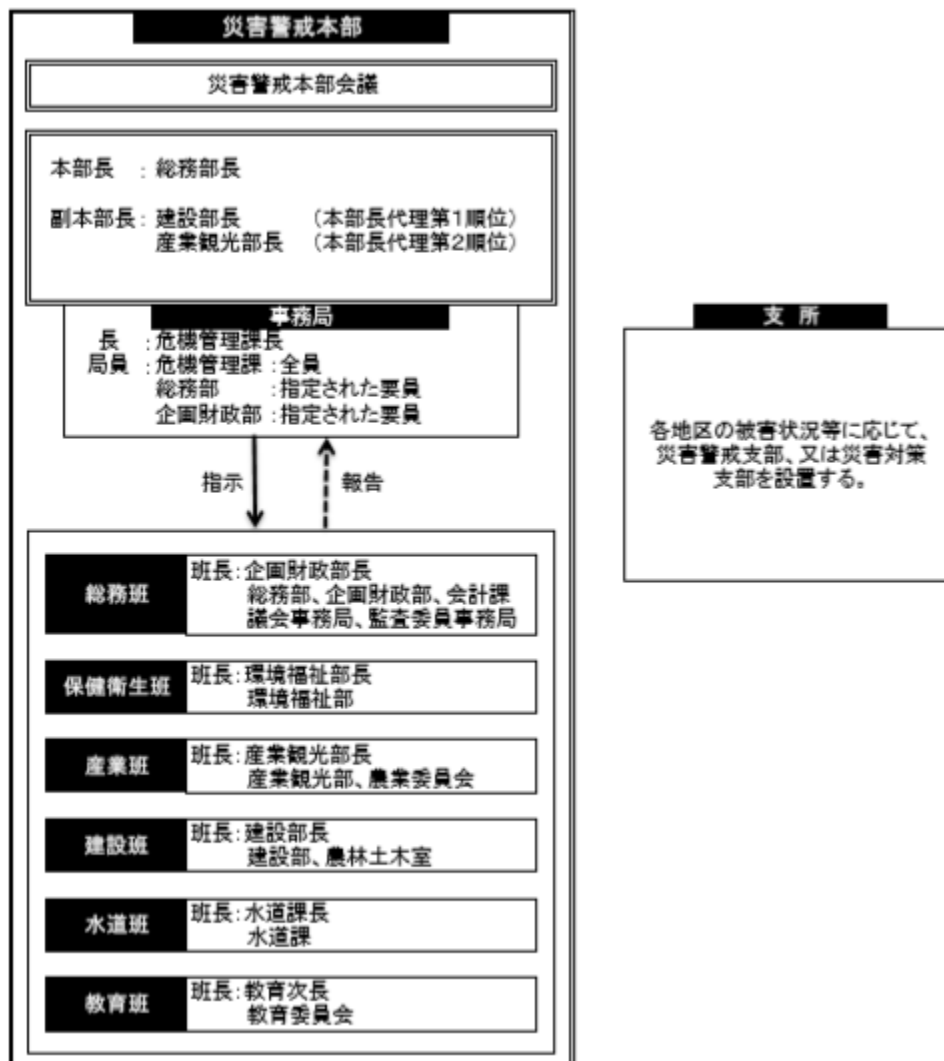 災害警戒本部
災害警戒本部会議
本部長 : 総務部長
副本部長: 建設部長 (本部長代理第1順位)
産業観光部長 (本部長代理第2順位)
事務局
長 :危機管理課長
局員 :危機管理課 :全員
総務部 :指定された要員
企画財政部 :指定された要員
指示 報告
総務班
班長:企画財政部長
総務部、企画財政部、会計課
議会事務局、監査委員事務局
保健衛生班
班長:環境福祉部長
環境福祉部
産業班
班長:産業観光部長
産業観光部、農業委員会
建設班
班長:建設部長
建設部、農林土木室
水道班
班長:水道課長
水道課
教育班
班長:教育次長
教育委員会
支 所
各地区の被害状況等に応じて、
災害警戒支部、又は災害対策
支部を設置する。